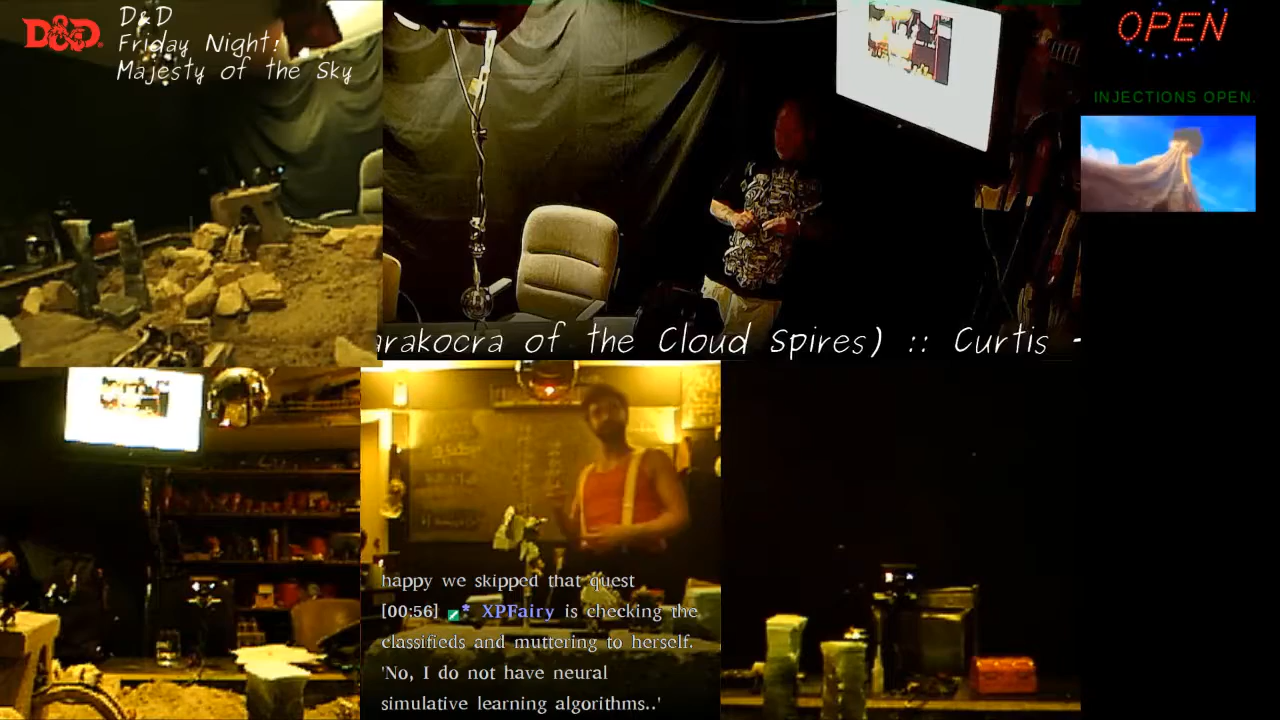 D&D
D&D
Friday Night:
Majesty of the Sky
OPEN
INJECTIONS OPEN.
arakocra of the Cloud Spires) :: Curtis -
happy we skipped that quest
[00:56] * XPFairy is checking the
classifieds and muttering to herself.
'No, I do not have neural
simulative learning algorithms..'